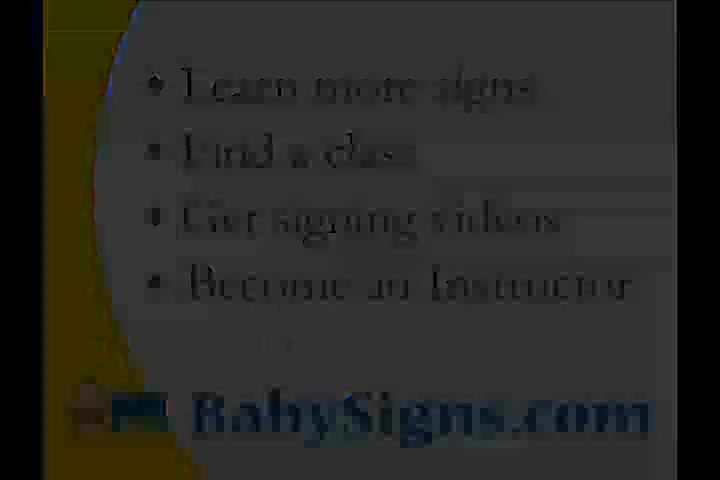 • Learn more signs
• Find a class
• Get signing videos
• Become an Instructor
BabySigns.com